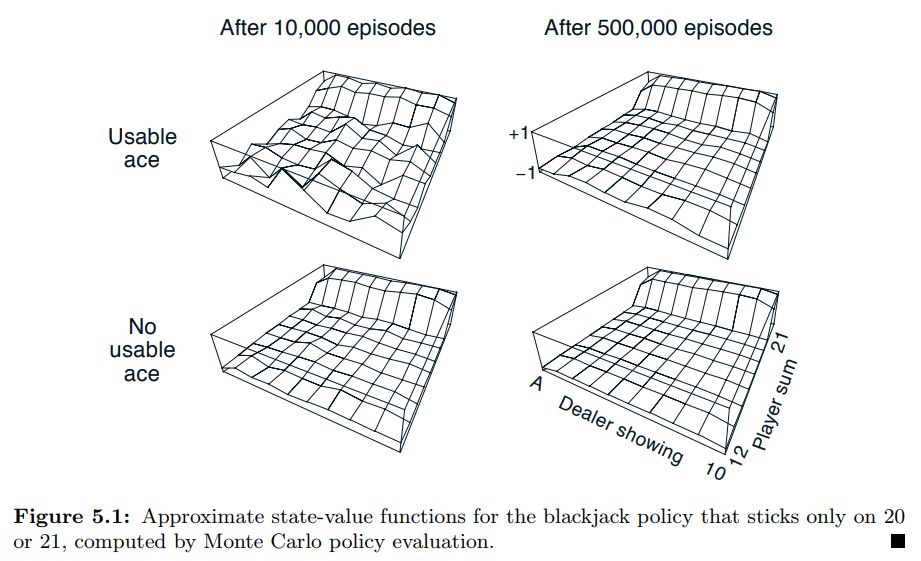 After 10,000 episodes
After 500,000 episodes
Usable
ace
+1
−1
No
usable
ace
A
Dealer showing
10
12
Player sum
21
Figure 5.1: Approximate state-value functions for the blackjack policy that sticks only on 20
or 21, computed by Monte Carlo policy evaluation.